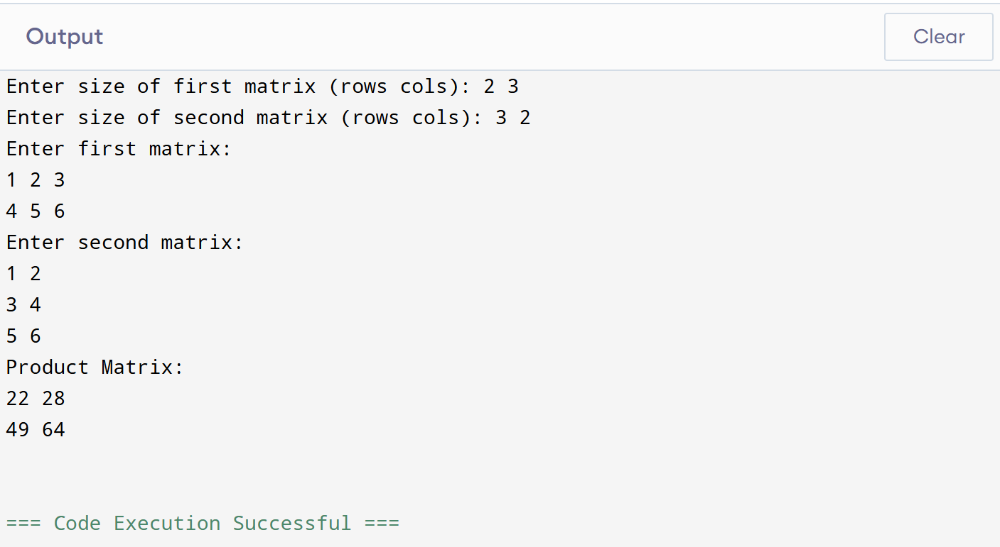 Output
Clear
Enter size of first matrix (rows cols): 2 3
Enter size of second matrix (rows cols): 3 2
Enter first matrix:
1 2 3
4 5 6
Enter second matrix:
1 2
3 4
5 6
Product Matrix:
22 28
49 64
=== Code Execution Successful ===